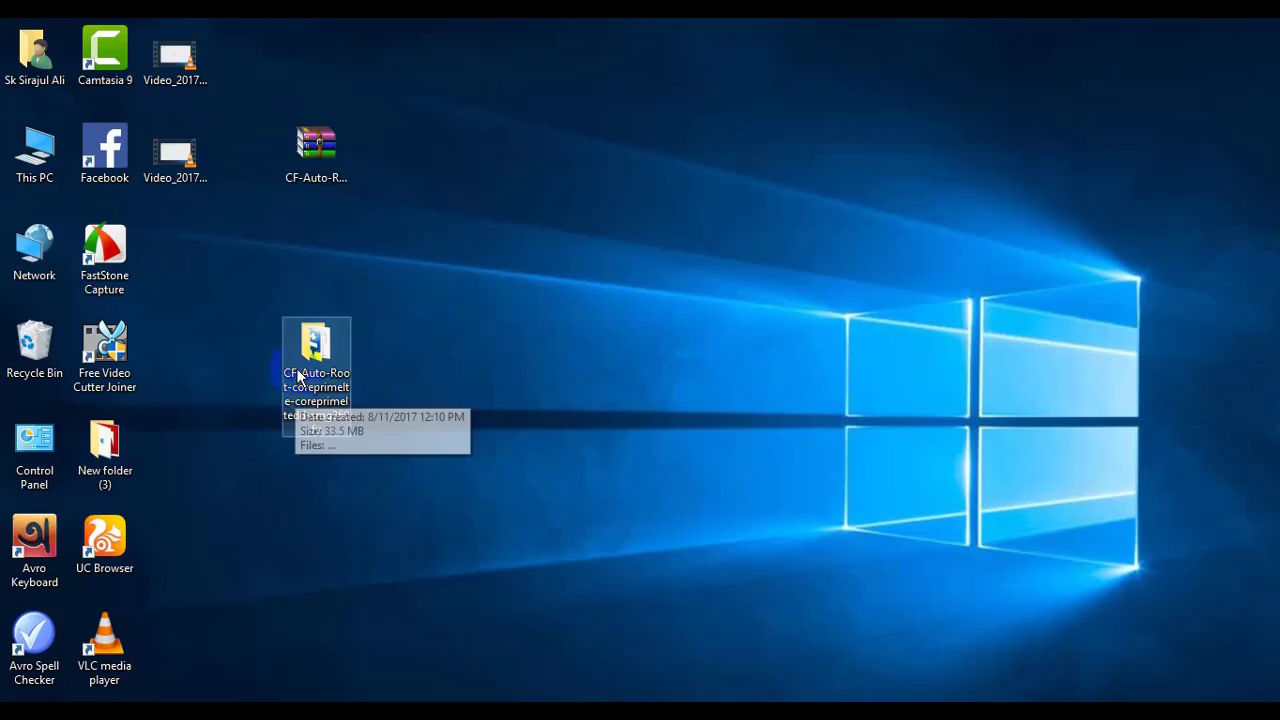 Sk Sirajul Ali
Camtasia 9
Video_2017...
This PC
Facebook
Video_2017...
CF-Auto-R...
Network
FastStone
Capture
Recycle Bin
Free Video
Cutter Joiner
CF-Auto-Roo
t-coreprimelt
e-coreprimel
Date created: 8/11/2017 12:10 PM
Size: 33.5 MB
Files: ...
Control
Panel
New folder
(3)
Avro
Keyboard
UC Browser
Avro Spell
Checker
VLC media
player